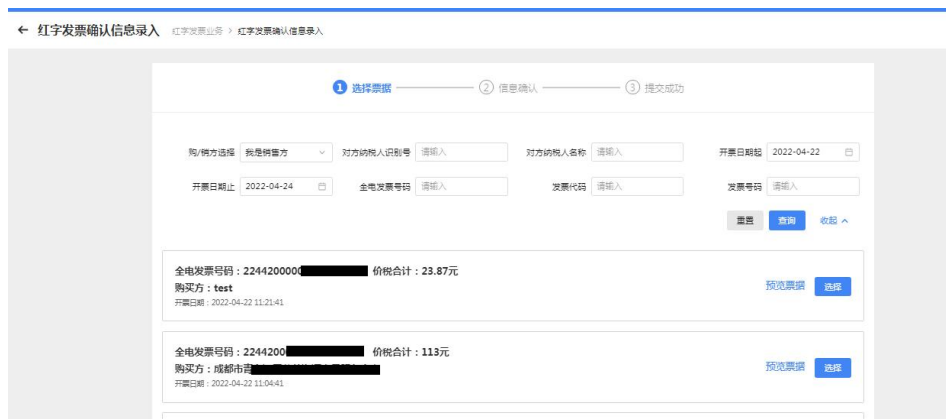 ← 红字发票确认信息录入 红字发票业务 > 红字发票确认信息录入
1 选择票据 2 信息确认 3 提交成功
购/销方选择 我是销售方 对方纳税人识别号 请输入 对方纳税人名称 请输入 开票日期起 2022-04-22
开票日期止 2022-04-24 全电发票号码 请输入 发票代码 请输入 发票号码 请输入
重置 查询 收起
全电发票号码：224420000 价税合计：23.87元
购买方：test
预览票据 选择
开票日期：2022-04-22 11:21:41
全电发票号码：2244200 价税合计：113元
购买方：成都市
预览票据 选择
开票日期：2022-04-22 11:04:41